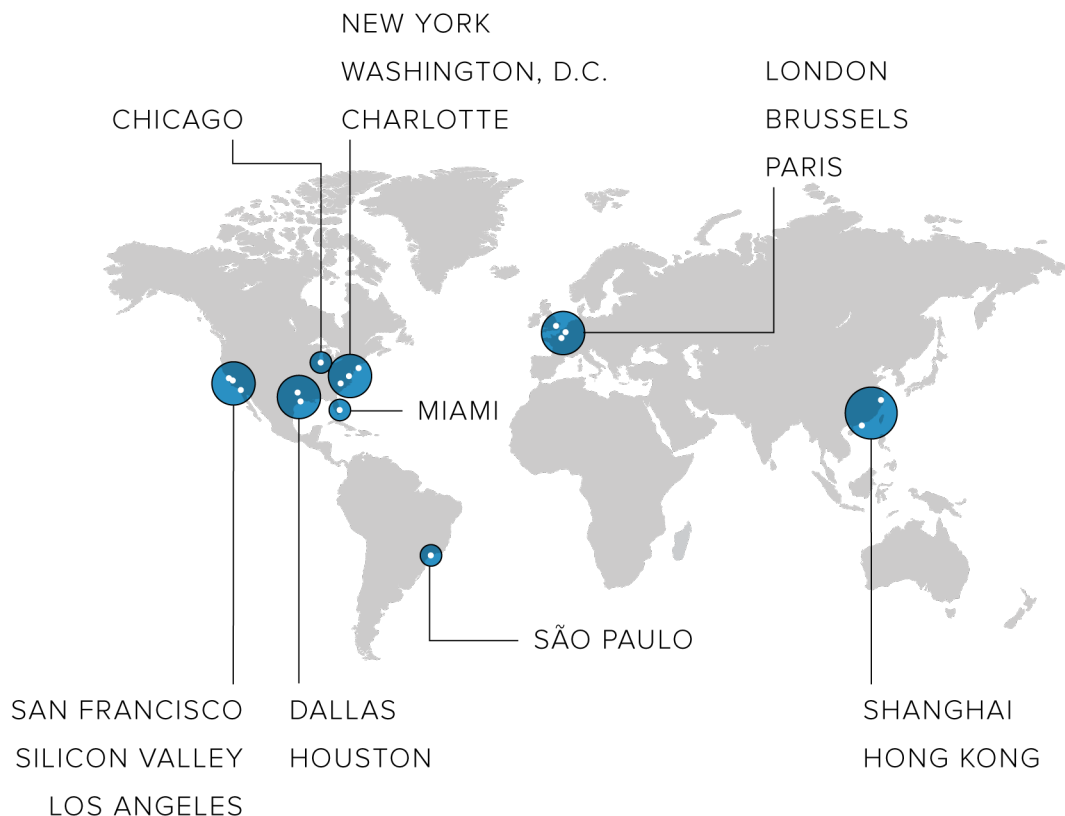 NEW YORK
WASHINGTON, D.C.
CHARLOTTE
CHICAGO
LONDON
BRUSSELS
PARIS
MIAMI
SÃO PAULO
SAN FRANCISCO
SILICON VALLEY
LOS ANGELES
DALLAS
HOUSTON
SHANGHAI
HONG KONG